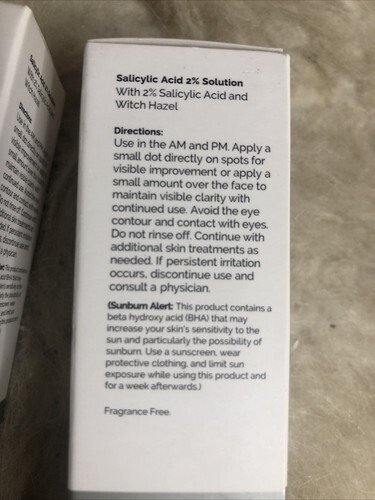 Salicylic Acid 2% Solution
With 2% Salicylic Acid and
Witch Hazel
Directions:
Use in the AM and PM. Apply a
small dot directly on spots for
visible improvement or apply a
small amount over the face to
maintain visible clarity with
continued use. Avoid the eye
contour and contact with eyes.
Do not rinse off. Continue with
additional skin treatments as
needed. If persistent irritation
occurs, discontinue use and
consult a physician.
(Sunburn Alert: This product contains a
beta hydroxy acid (BHA) that may
increase your skin's sensitivity to the
sun and particularly the possibility of
sunburn. Use a sunscreen, wear
protective clothing, and limit sun
exposure while using this product and
for a week afterwards.)
Fragrance Free.